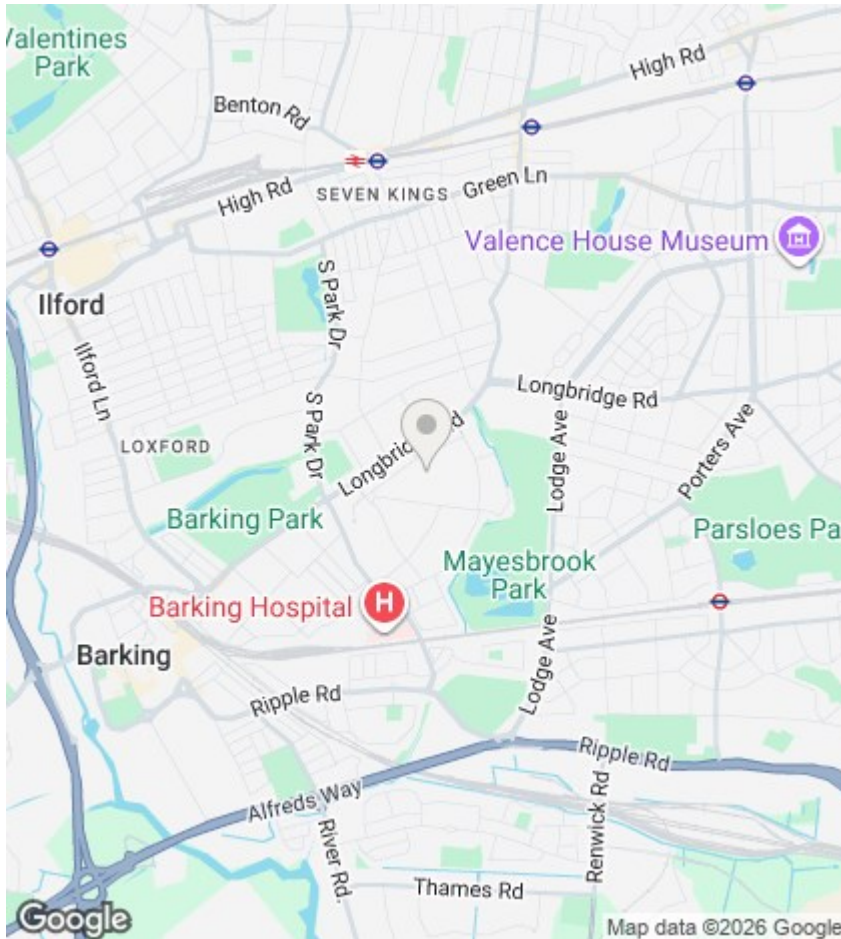 Valentines
Park
High Rd
Benton Rd
High Rd
SEVEN KINGS
Green Ln
Valence House Museum
Ilford
S Park Dr
Ilford Ln
Longbridge Rd
S Park Dr
Lodge Ave
Porters Ave
LOXFORD
Longbrid
d
Barking Park
Parsloes Pa
Mayesbrook
Park
Barking Hospital
H
Barking
Lodge Ave
Ripple Rd
Ripple Rd
Alfreds Way
Renwick Rd
River Rd
Thames Rd
Google
Map data ©2026 Google